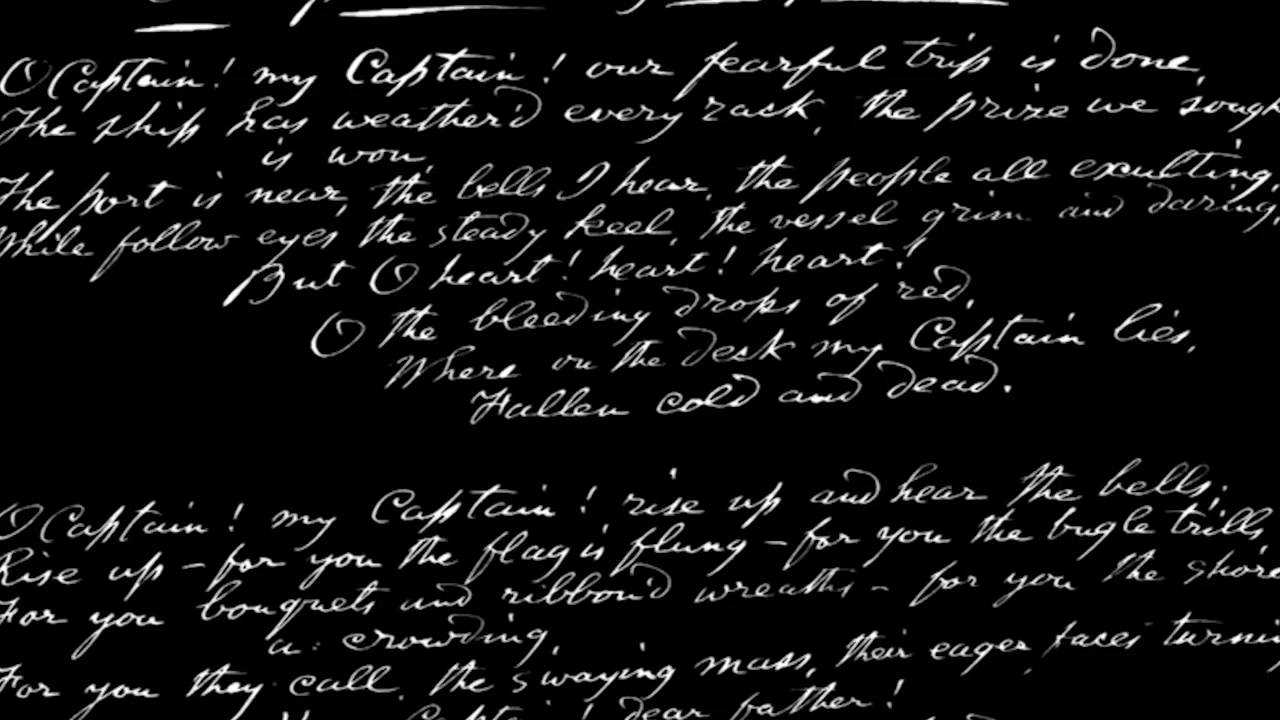 O Captain! my Captain! our fearful trip is done,
The ship has weather'd every rack, the prize we sough
is won,
The port is near, the bells I hear, the people all exulting,
While follow eyes the steady keel, the vessel grim and daring,
But O heart! heart! heart!
O the bleeding drops of red,
Where on the deck my Captain lies,
Fallen cold and dead.
O Captain! my Captain! rise up and hear the bells;
Rise up – for you the flag is flung – for you the bugle trills
For you bouquets and ribbon'd wreaths – for you the shore
a: crowding,
For you they call, the swaying mass, their eager faces turni
Captain! dear father!